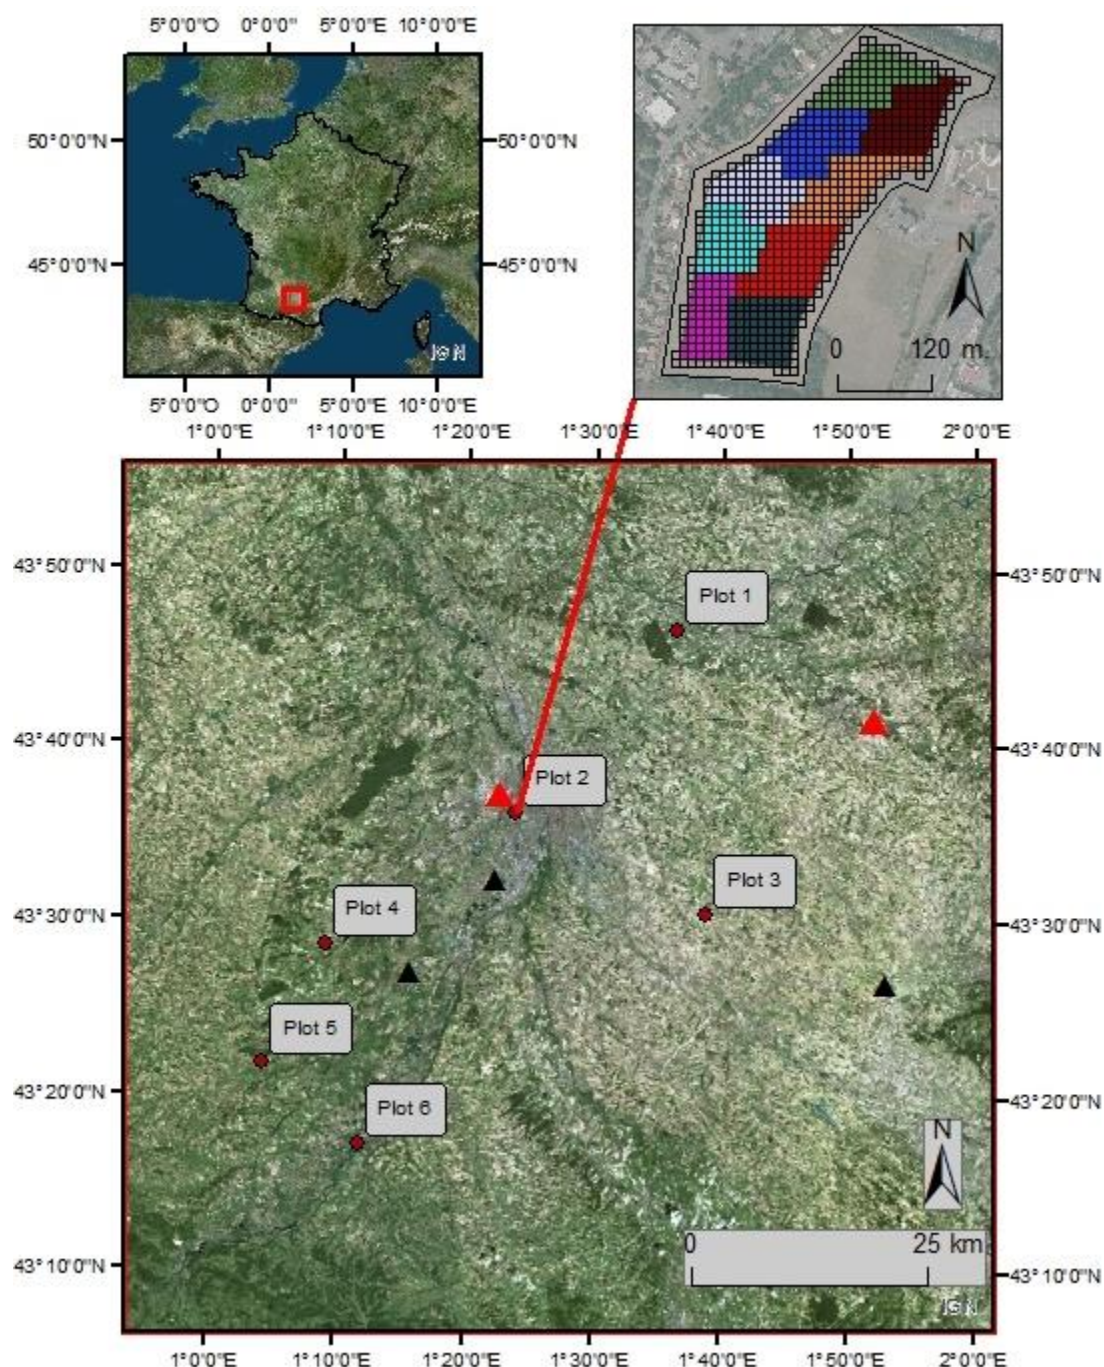 5°0'0"O 0°0'0" 5°0'0"E 10°0'0"E
50°0'0"N 50°0'0"N
45°0'0"N 45°0'0"N
IGN
5°0'0"O 0°0'0" 5°0'0"E 10°0'0"E
N
0 120 m.
1°0'0"E 1°10'0"E 1°20'0"E 1°30'0"E 1°40'0"E 1°50'0"E 2°0'0"E
43°50'0"N 43°50'0"N
Plot 1
43°40'0"N 43°40'0"N
Plot 2
Plot 3
Plot 4
43°30'0"N 43°30'0"N
Plot 5
43°20'0"N 43°20'0"N
Plot 6
N
0 25 km
43°10'0"N 43°10'0"N
IGN
1°0'0"E 1°10'0"E 1°20'0"E 1°30'0"E 1°40'0"E 1°50'0"E 2°0'0"E